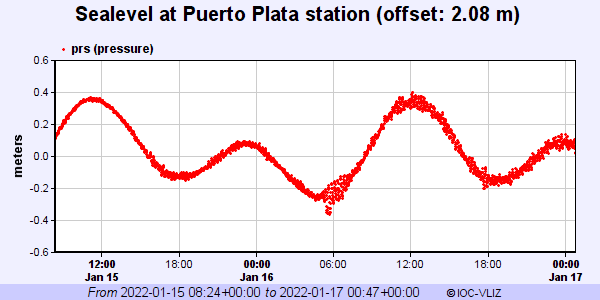 Sealevel at Puerto Plata station (offset: 2.08 m)
prs (pressure)
meters
0.6
0.4
0.2
0.0
-0.2
-0.4
-0.6
12:00 18:00 00:00 06:00 12:00 18:00 00:00
Jan 15 Jan 16 Jan 17
From 2022-01-15 08:24+00:00 to 2022-01-17 00:47+00:00 © IOC-VLIZ